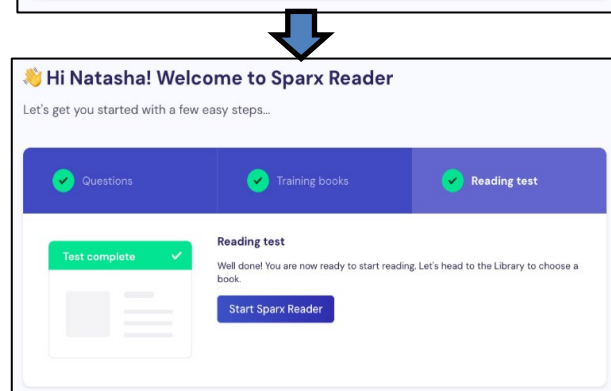 👋 Hi Natasha! Welcome to Sparx Reader
Let's get you started with a few easy steps...
Questions
Training books
Reading test
Test complete
Reading test
Well done! You are now ready to start reading. Let's head to the Library to choose a
book.
Start Sparx Reader